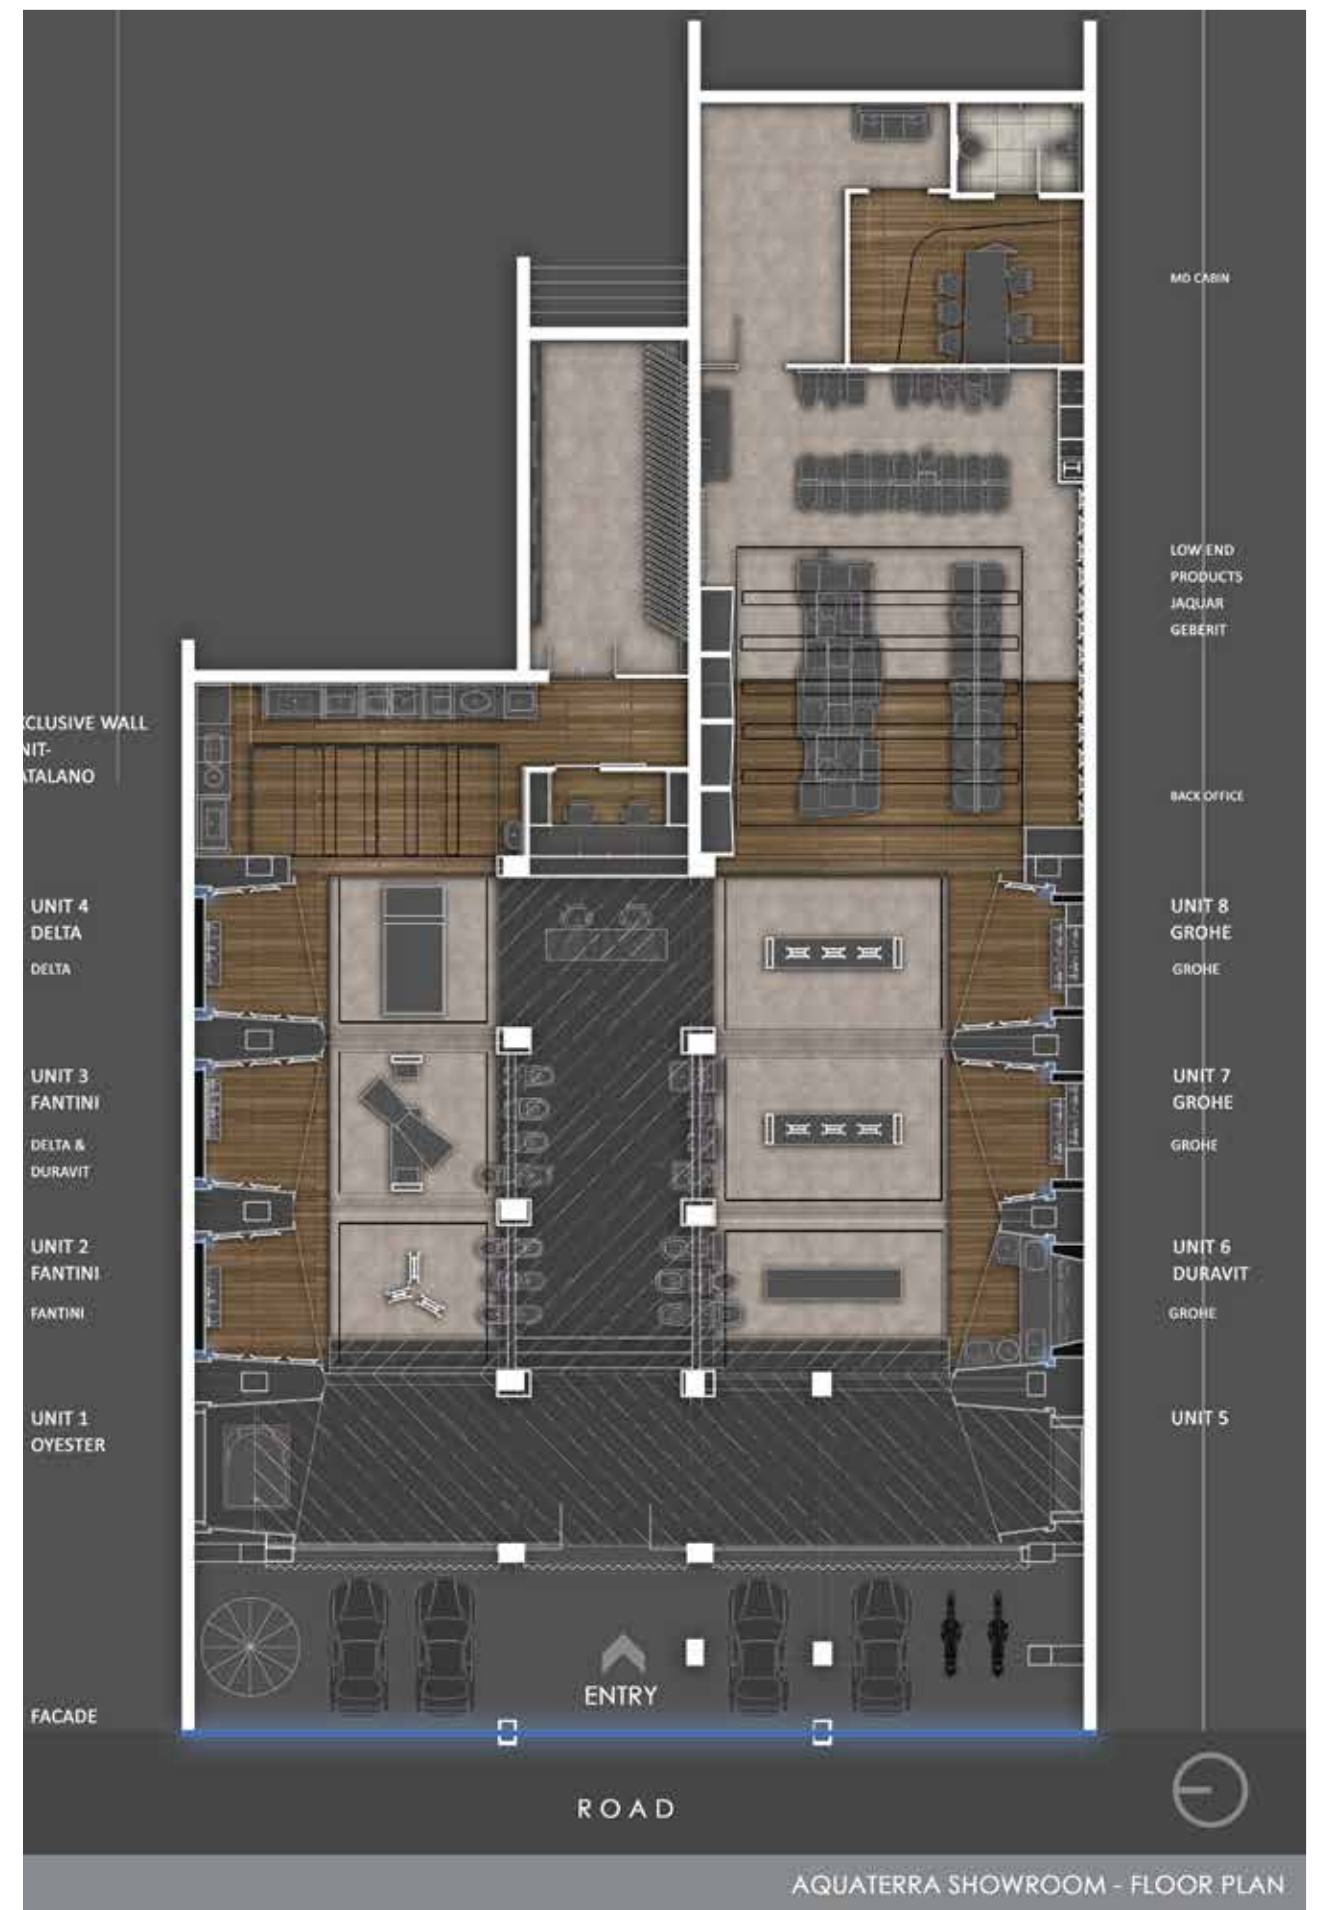 MD CABIN
LOW END
PRODUCTS
JAQUAR
GEBERIT
XCLUSIVE WALL
NIT-
ATALANO
BACK OFFICE
UNIT 4
DELTA
DELTA
UNIT 8
GROHE
GROHE
UNIT 3
FANTINI
DELTA &
DURAVIT
UNIT 7
GROHE
GROHE
UNIT 2
FANTINI
FANTINI
UNIT 6
DURAVIT
GROHE
UNIT 1
OYESTER
UNIT 5
ENTRY
FACADE
ROAD
AQUATERRA SHOWROOM - FLOOR PLAN